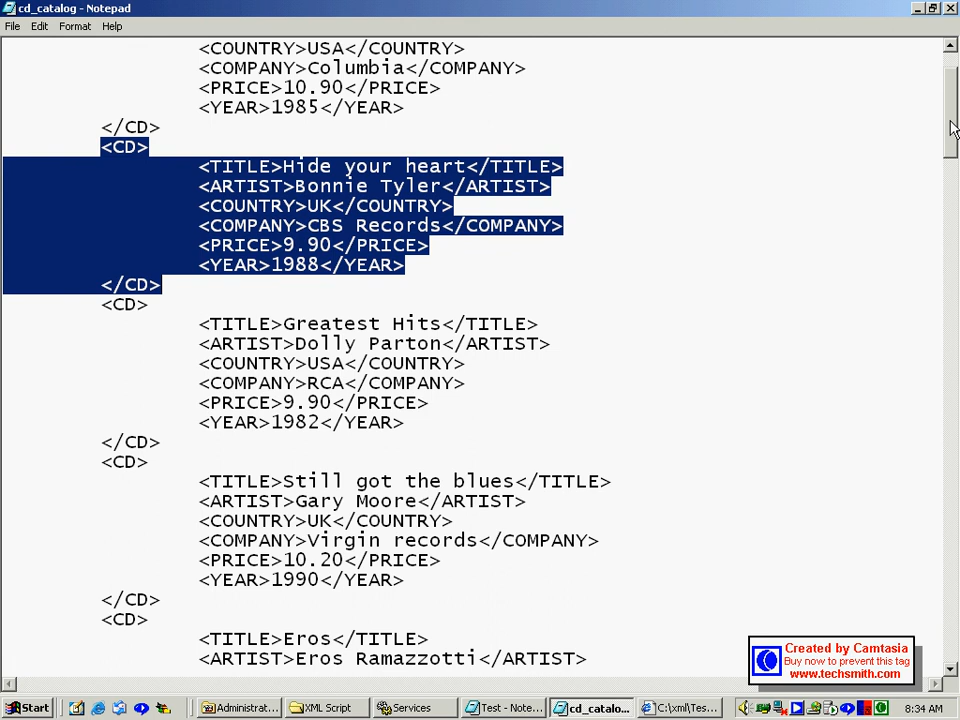 cd_catalog - Notepad
File Edit Format Help
<COUNTRY>USA</COUNTRY>
<COMPANY>Columbia</COMPANY>
<PRICE>10.90</PRICE>
<YEAR>1985</YEAR>
</CD>
<CD>
<TITLE>Hide your heart</TITLE>
<ARTIST>Bonnie Tyler</ARTIST>
<COUNTRY>UK</COUNTRY>
<COMPANY>CBS Records</COMPANY>
<PRICE>9.90</PRICE>
<YEAR>1988</YEAR>
</CD>
<CD>
<TITLE>Greatest Hits</TITLE>
<ARTIST>Dolly Parton</ARTIST>
<COUNTRY>USA</COUNTRY>
<COMPANY>RCA</COMPANY>
<PRICE>9.90</PRICE>
<YEAR>1982</YEAR>
</CD>
<CD>
<TITLE>Still got the blues</TITLE>
<ARTIST>Gary Moore</ARTIST>
<COUNTRY>UK</COUNTRY>
<COMPANY>Virgin records</COMPANY>
<PRICE>10.20</PRICE>
<YEAR>1990</YEAR>
</CD>
<CD>
<TITLE>Eros</TITLE>
<ARTIST>Eros Ramazzotti</ARTIST>
Created by Camtasia
Buy now to prevent this tag
www.techsmith.com
Start Administrat... XML Script Services Test - Note... cd_catalo... C:\xml\Tes... 8:34 AM